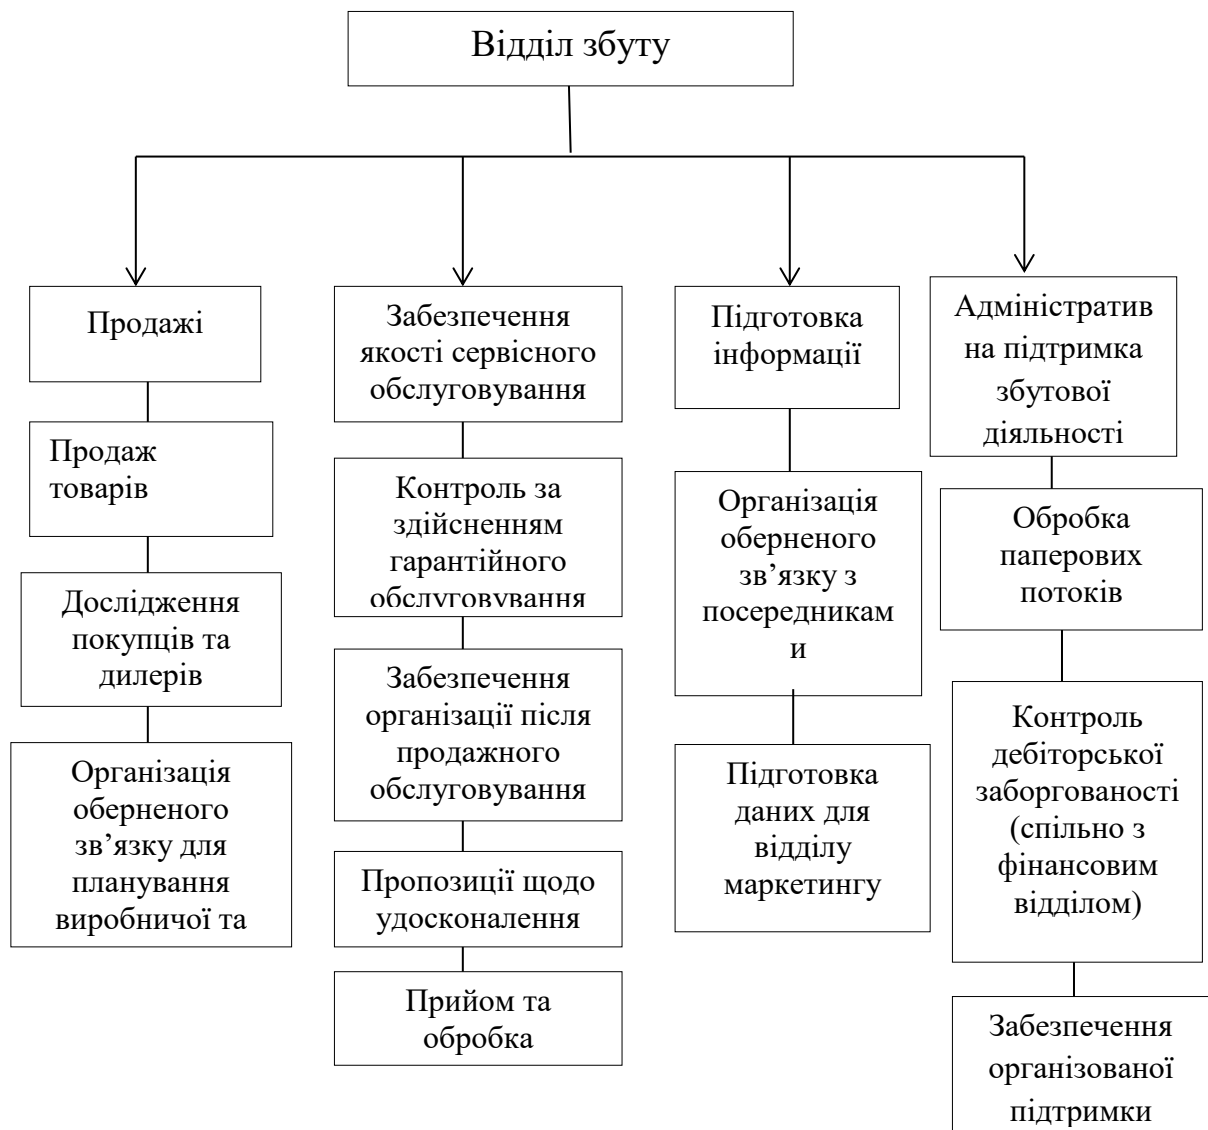 Відділ збуту
Продажі
Продаж
товарів
Дослідження
покупців та
дилерів
Організація
оберненого
зв’язку для
планування
виробничої та
Забезпечення
якості сервісного
обслуговування
Контроль за
здійсненням
гарантійного
обслуговування
Забезпечення
організації після
продажного
обслуговування
Пропозиції щодо
удосконалення
Прийом та
обробка
Підготовка
інформації
Організація
оберненого
зв’язку з
посередникам
и
Підготовка
даних для
відділу
маркетингу
Адміністратив
на підтримка
збутової
діяльності
Обробка
паперових
потоків
Контроль
дебіторської
заборгованості
(спільно з
фінансовим
відділом)
Забезпечення
організованої
підтримки